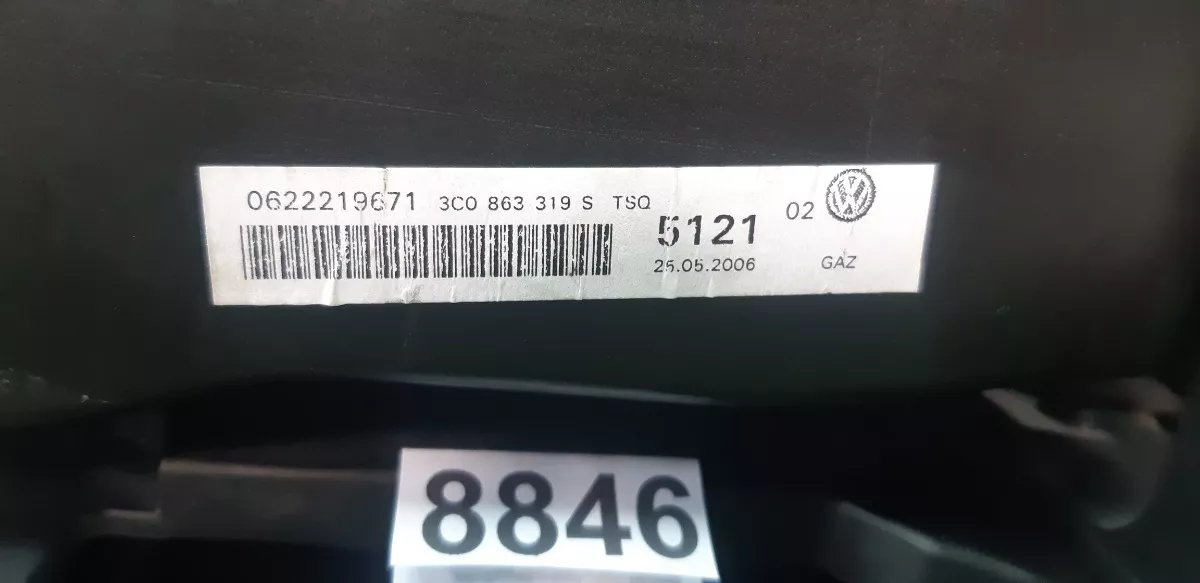 0622219671 3C0 863 319 S TSQ
5121 02
25.05.2006 GAZ
8846